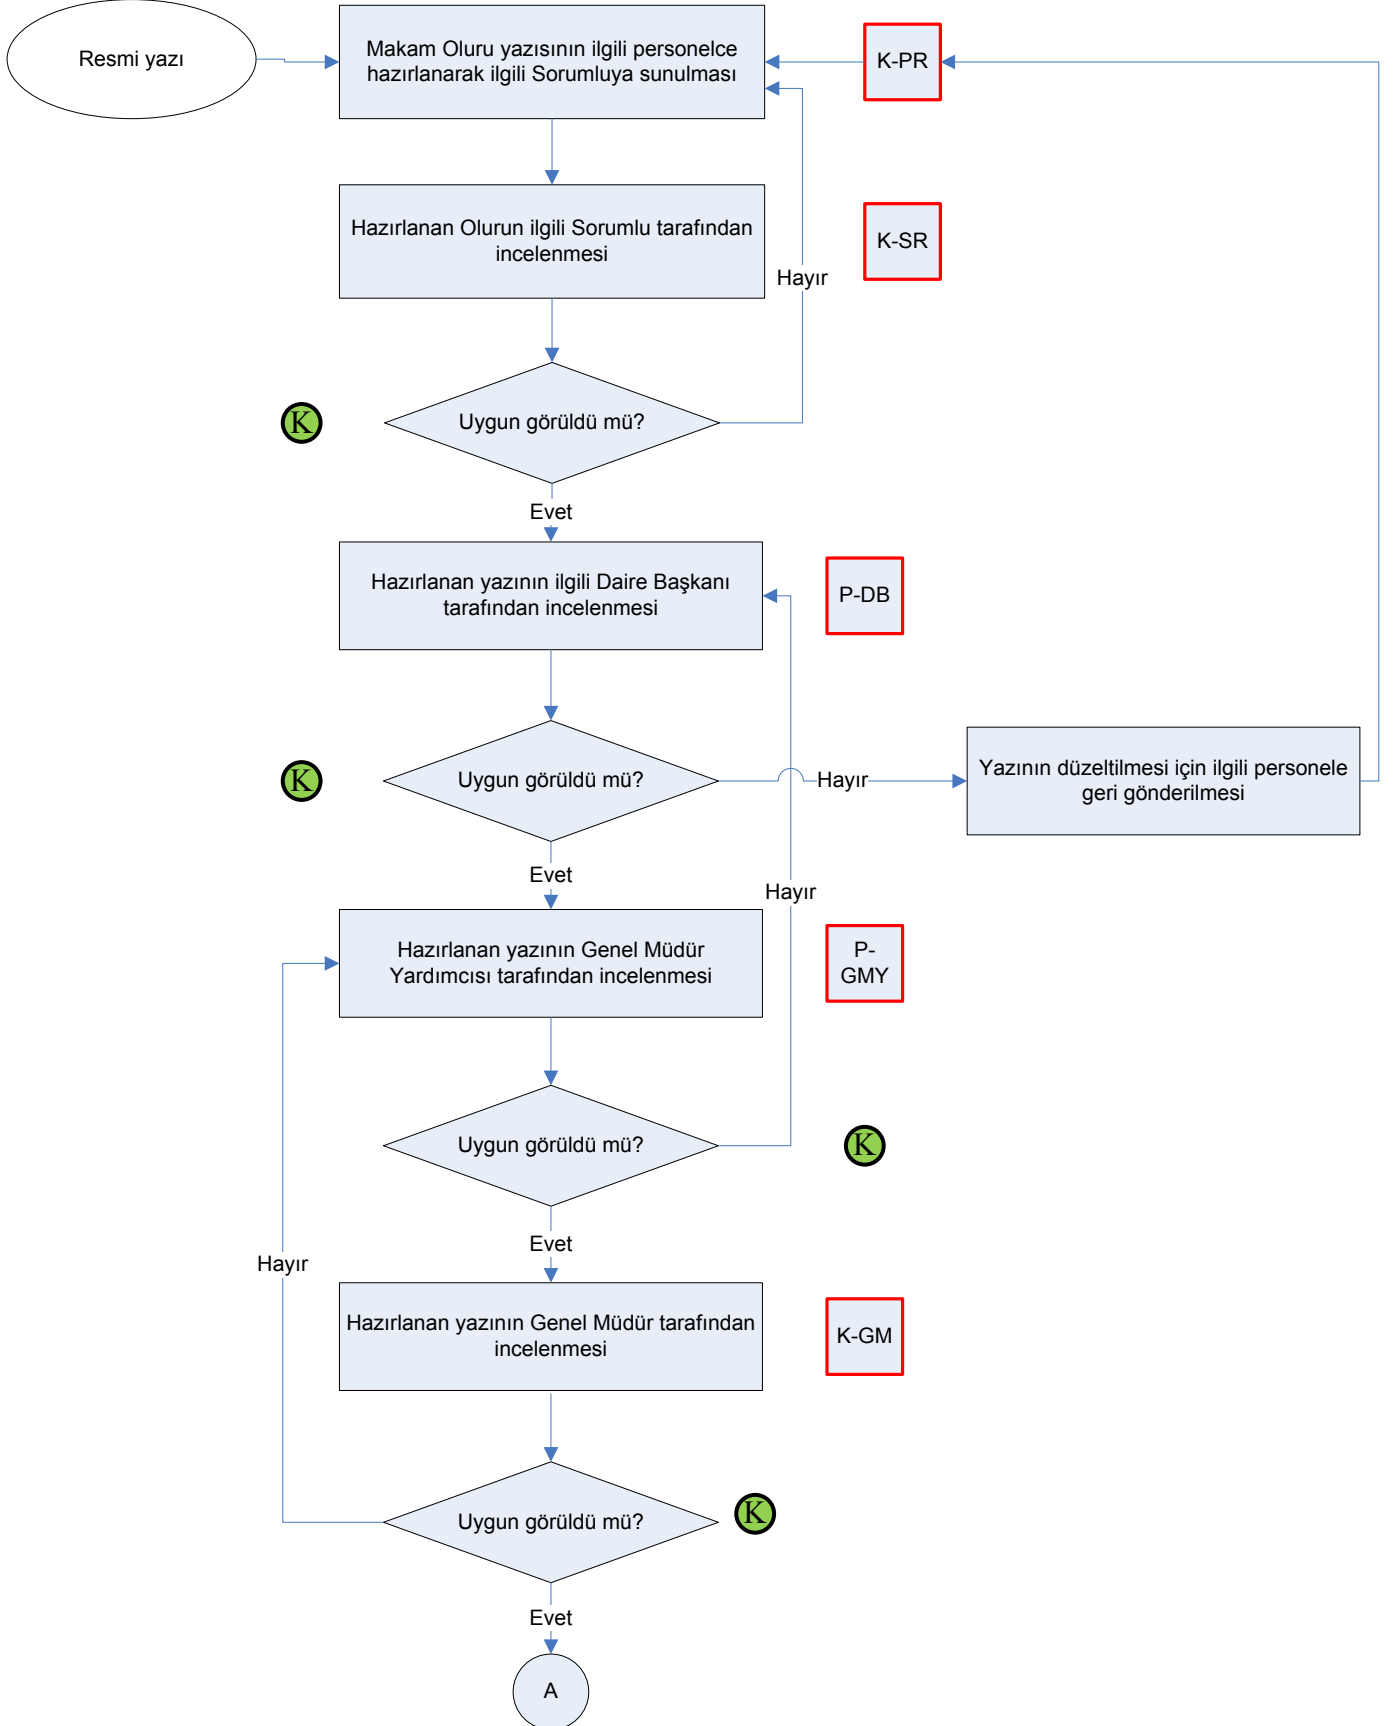 Resmi yazı
Makam Oluru yazısının ilgili personelce
hazırlanarak ilgili Sorumluya sunulması
K-PR
Hazırlanan Olurun ilgili Sorumlu tarafından
incelenmesi
K-SR
Hayır
K
Uygun görüldü mü?
Evet
Hazırlanan yazının ilgili Daire Başkanı
tarafından incelenmesi
P-DB
K
Uygun görüldü mü?
Hayır
Yazının düzeltilmesi için ilgili personele
geri gönderilmesi
Evet
Hayır
Hazırlanan yazının Genel Müdür
Yardımcısı tarafından incelenmesi
P-
GMY
Uygun görüldü mü?
K
Evet
Hayır
Hazırlanan yazının Genel Müdür tarafından
incelenmesi
K-GM
Uygun görüldü mü?
K
Evet
A